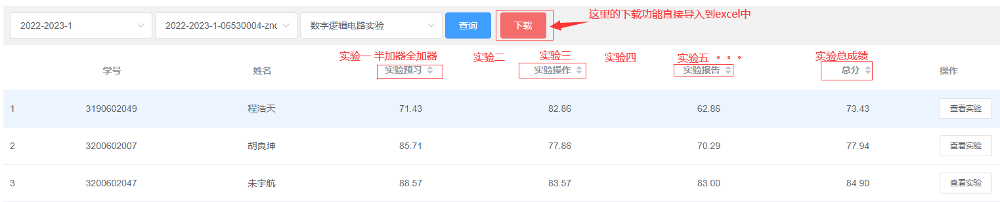 这里的下载功能直接导入到excel中
2022-2023-1 2022-2023-1-06530004-znc 数字逻辑电路实验 查询 下载
实验一 半加器全加器 实验二 实验三 实验四 实验五 。。。 实验总成绩
学号 姓名 实验预习 实验操作 实验报告 总分 操作
1 3190602049 程浩天 71.43 82.86 62.86 73.43 查看实验
2 3200602007 胡良坤 85.71 77.86 70.29 77.94 查看实验
3 3200602047 朱宇航 88.57 83.57 83.00 84.90 查看实验